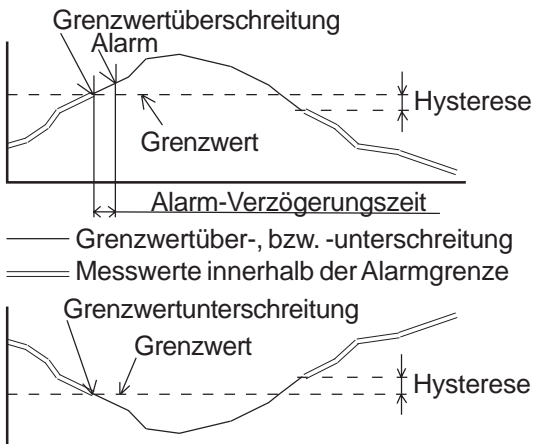 Grenzwertüberschreitung
Alarm
Hysterese
Grenzwert
Alarm-Verzögerungszeit
Grenzwertüber-, bzw. -unterschreitung
Messwerte innerhalb der Alarmgrenze
Grenzwertunterschreitung
Grenzwert
Hysterese